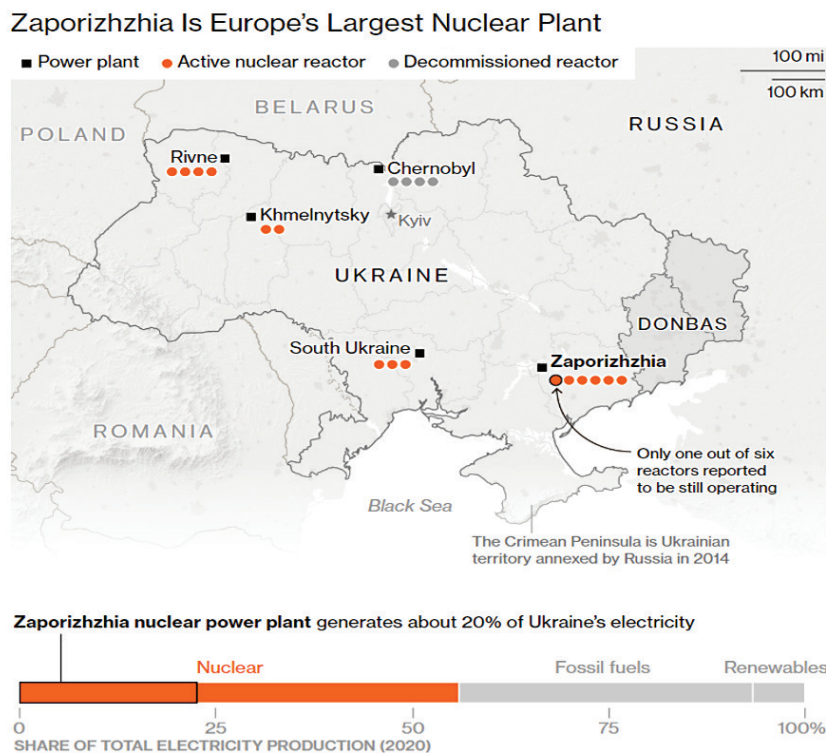 Zaporizhzhia Is Europe's Largest Nuclear Plant
Power plant Active nuclear reactor Decommissioned reactor
100 mi
100 km
BELARUS
POLAND
RUSSIA
Rivne
Chernobyl
Khmelnytsky
Kyiv
UKRAINE
DONBAS
South Ukraine
Zaporizhzhia
ROMANIA
Only one out of six
reactors reported
to be still operating
Black Sea
The Crimean Peninsula is Ukrainian
territory annexed by Russia in 2014
Zaporizhzhia nuclear power plant generates about 20% of Ukraine's electricity
Nuclear Fossil fuels Renewables
0 25 50 75 100%
SHARE OF TOTAL ELECTRICITY PRODUCTION (2020)